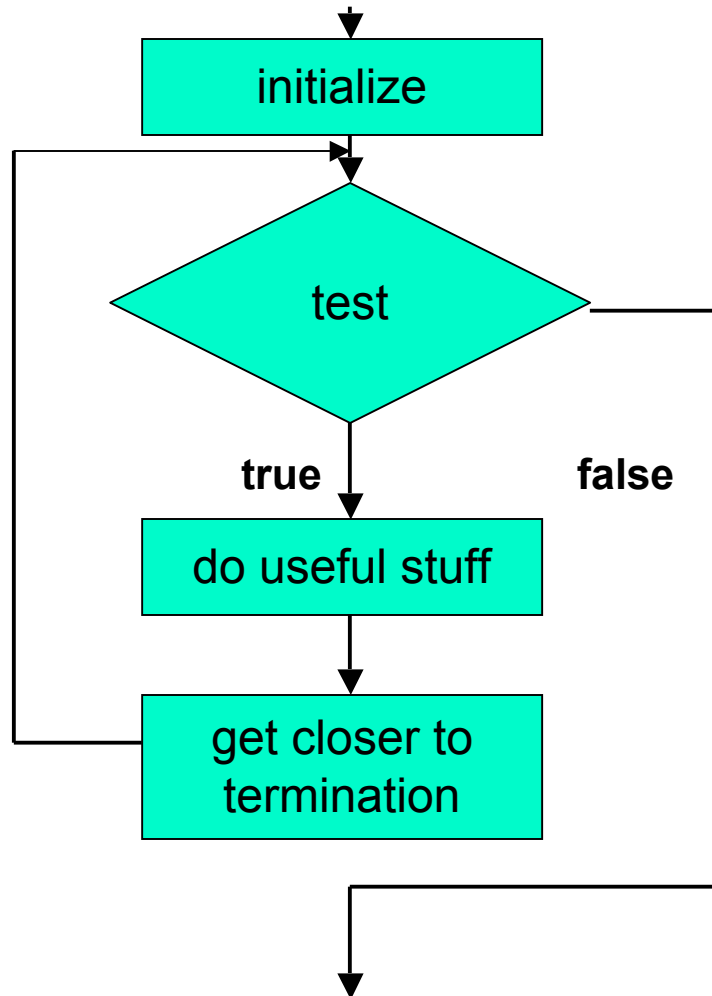 initialize
test
true
false
do useful stuff
get closer to
termination